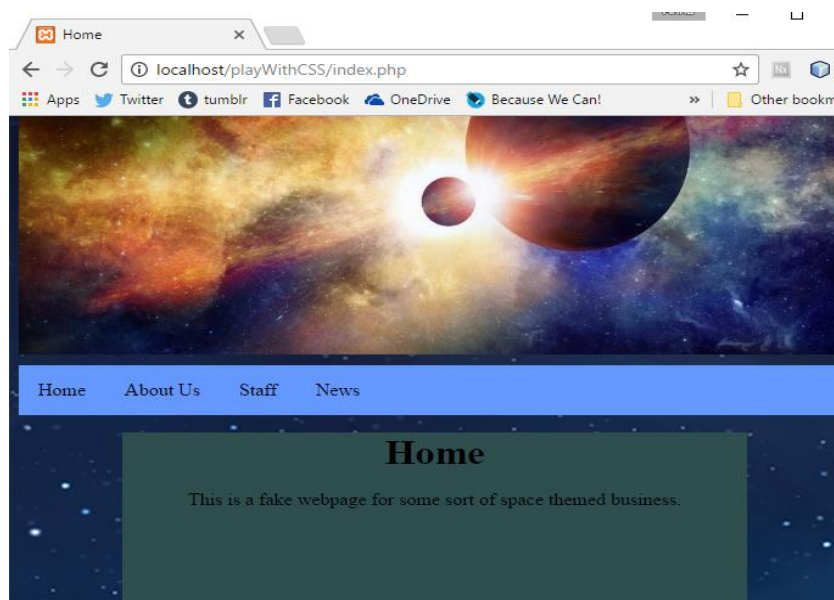 Home
localhost/playWithCSS/index.php
Apps Twitter tumblr Facebook OneDrive Because We Can! » Other bookm
Home About Us Staff News
Home
This is a fake webpage for some sort of space themed business.